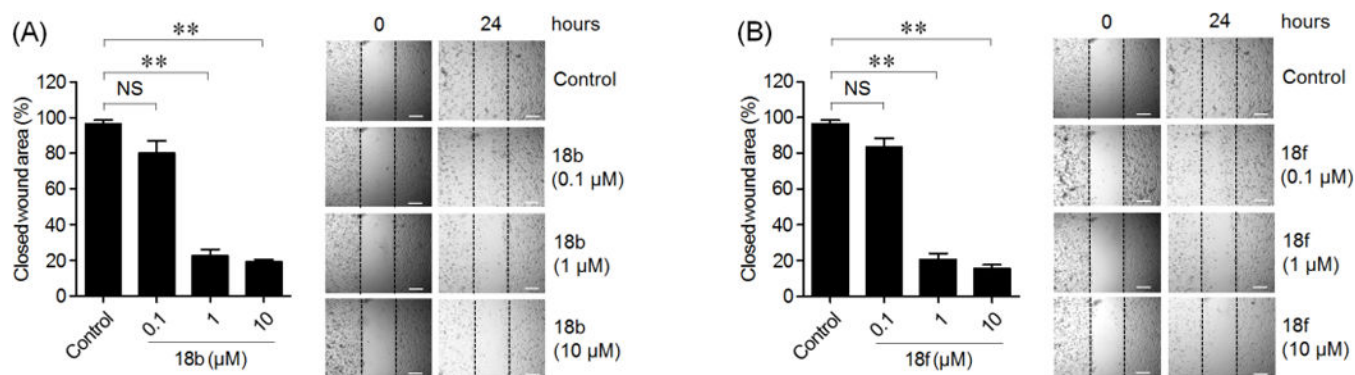 (A)
**
**
NS
Closed wound area (%)
120
100
80
60
40
20
0
Control
0.1
1
10
18b (µM)
0
24
hours
Control
18b
(0.1 µM)
18b
(1 µM)
18b
(10 µM)
(B)
**
**
NS
Closed wound area (%)
120
100
80
60
40
20
0
Control
0.1
1
10
18f (µM)
0
24
hours
Control
18f
(0.1 µM)
18f
(1 µM)
18f
(10 µM)